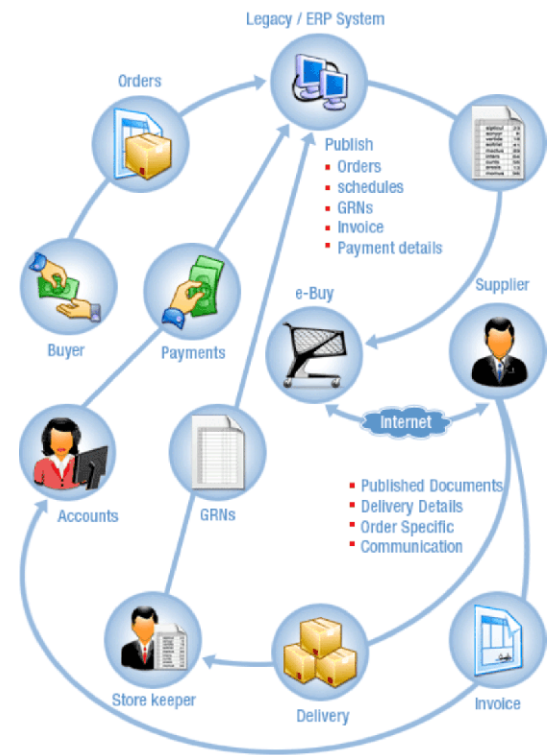 Legacy / ERP System
Orders
Publish
Orders
schedules
GRNs
Invoice
Payment details
e-Buy
Supplier
Buyer
Payments
Internet
Accounts
GRNs
Published Documents
Delivery Details
Order Specific
Communication
Store keeper
Delivery
Invoice